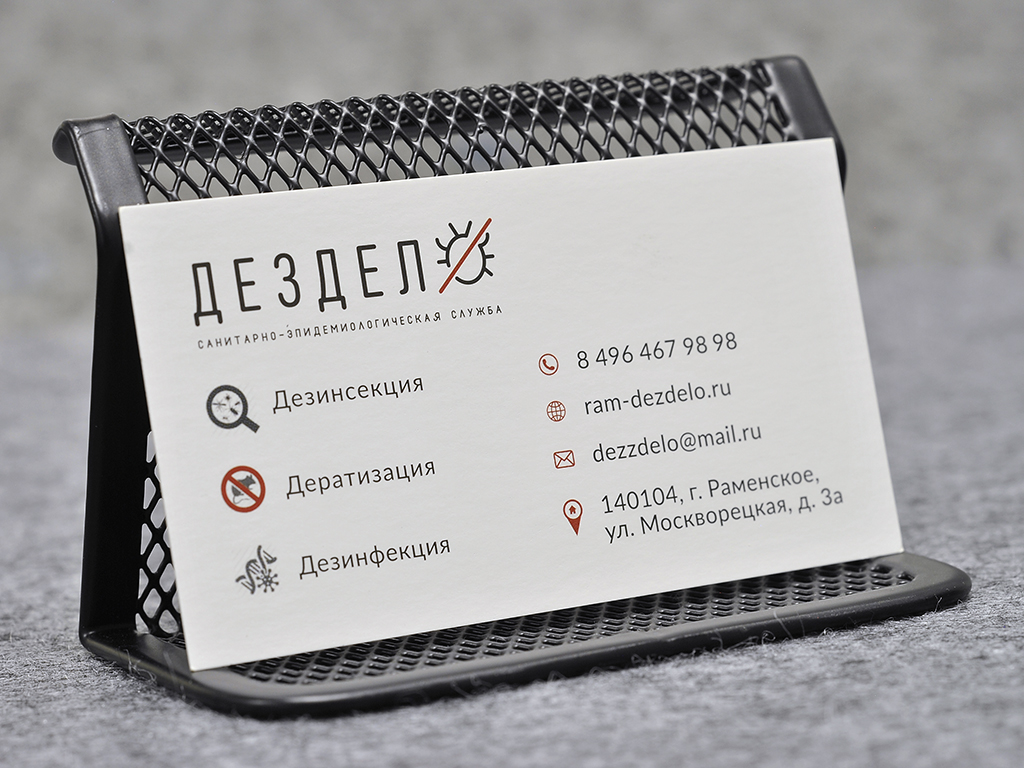 ДЕЗДЕЛО
САНИТАРНО-ЭПИДЕМИОЛОГИЧЕСКАЯ СЛУЖБА
Дезинсекция
Дератизация
Дезинфекция
8 496 467 98 98
ram-dezdelo.ru
dezzdelo@mail.ru
140104, г. Раменское,
ул. Москворецкая, д. 3а